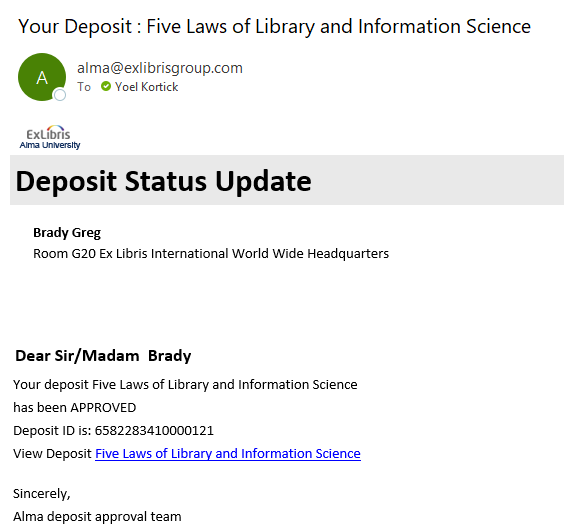 Your Deposit : Five Laws of Library and Information Science
A
alma@exlibrisgroup.com
To Yoel Kortick
ExLibris
Alma University
Deposit Status Update
Brady Greg
Room G20 Ex Libris International World Wide Headquarters
Dear Sir/Madam Brady
Your deposit Five Laws of Library and Information Science
has been APPROVED
Deposit ID is: 6582283410000121
View Deposit Five Laws of Library and Information Science
Sincerely,
Alma deposit approval team